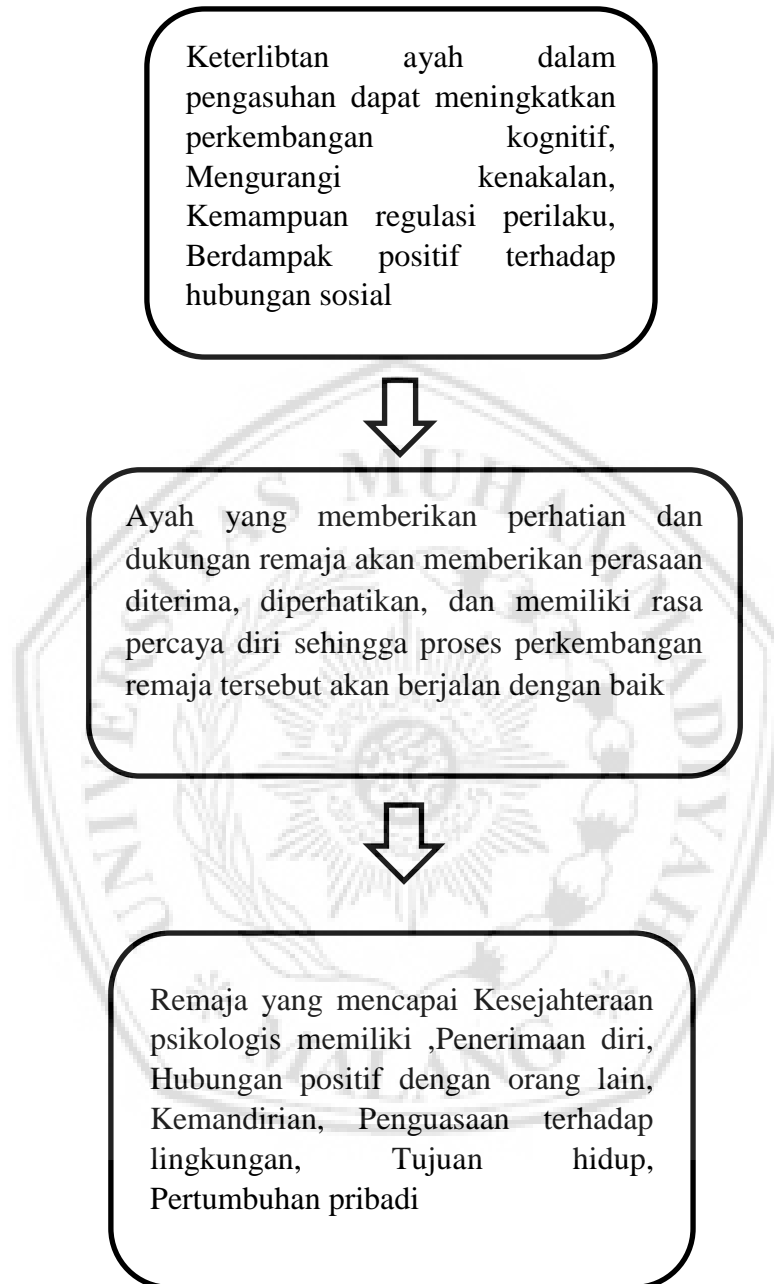 Keterlibtan ayah dalam
pengasuhan dapat meningkatkan
perkembangan kognitif,
Mengurangi kenakalan,
Kemampuan regulasi perilaku,
Berdampak positif terhadap
hubungan sosial
Ayah yang memberikan perhatian dan
dukungan remaja akan memberikan perasaan
diterima, diperhatikan, dan memiliki rasa
percaya diri sehingga proses perkembangan
remaja tersebut akan berjalan dengan baik
Remaja yang mencapai Kesejahteraan
psikologis memiliki ,Penerimaan diri,
Hubungan positif dengan orang lain,
Kemandirian, Penguasaan terhadap
lingkungan, Tujuan hidup,
Pertumbuhan pribadi
UNIVERSITAS MUHAMMADIYAH
MALANG